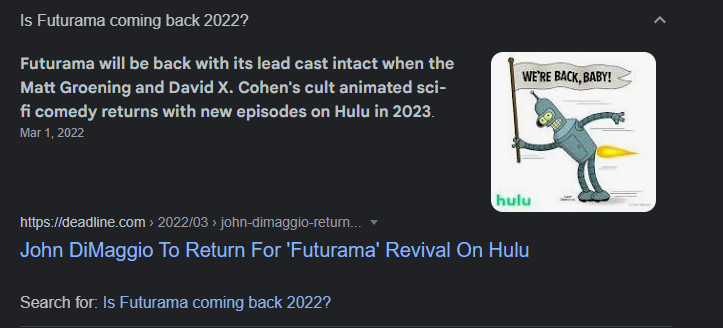 Is Futurama coming back 2022?
Futurama will be back with its lead cast intact when the
Matt Groening and David X. Cohen's cult animated sci-
fi comedy returns with new episodes on Hulu in 2023.
Mar 1, 2022
WE'RE BACK, BABY!
hulu
https://deadline.com › 2022/03 › john-dimaggio-return...
John DiMaggio To Return For 'Futurama' Revival On Hulu
Search for: Is Futurama coming back 2022?